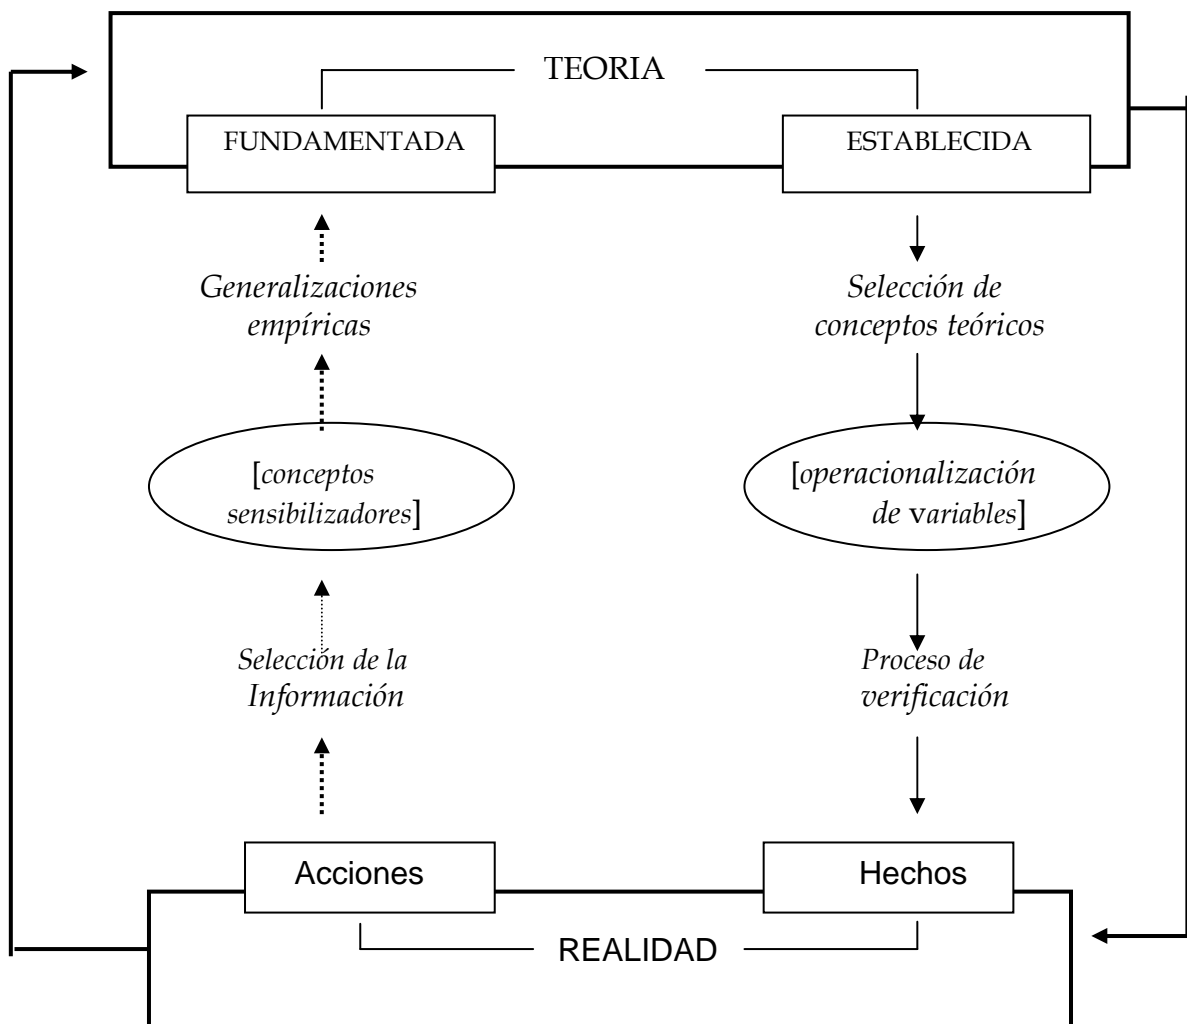 TEORIA
FUNDAMENTADA
ESTABLECIDA
Generalizaciones
empíricas
Selección de
conceptos teóricos
[conceptos
sensibilizadores]
[operacionalización
de variables]
Selección de la
Información
Proceso de
verificación
Acciones
Hechos
REALIDAD